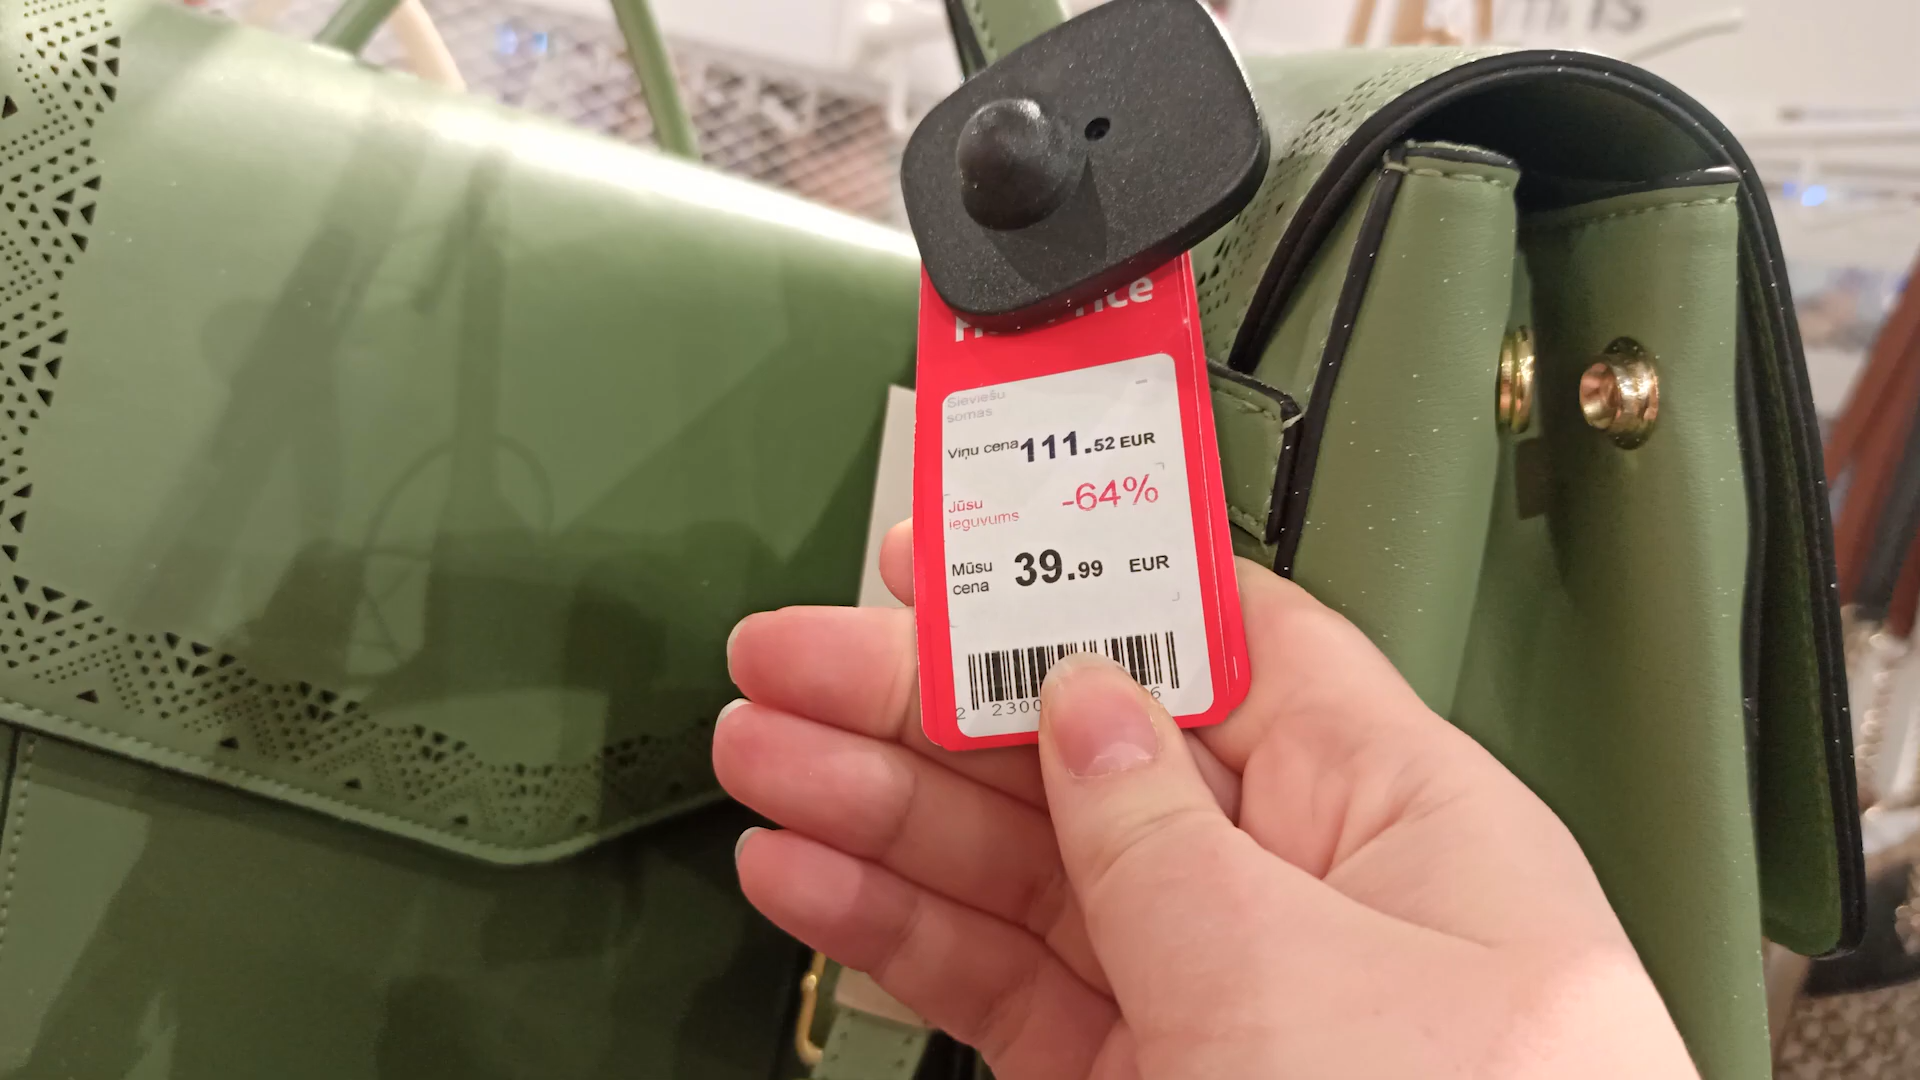 Sieviešu
somas
Viņu cena 111.52 EUR
Jūsu
ieguvums -64%
Mūsu
cena 39.99 EUR